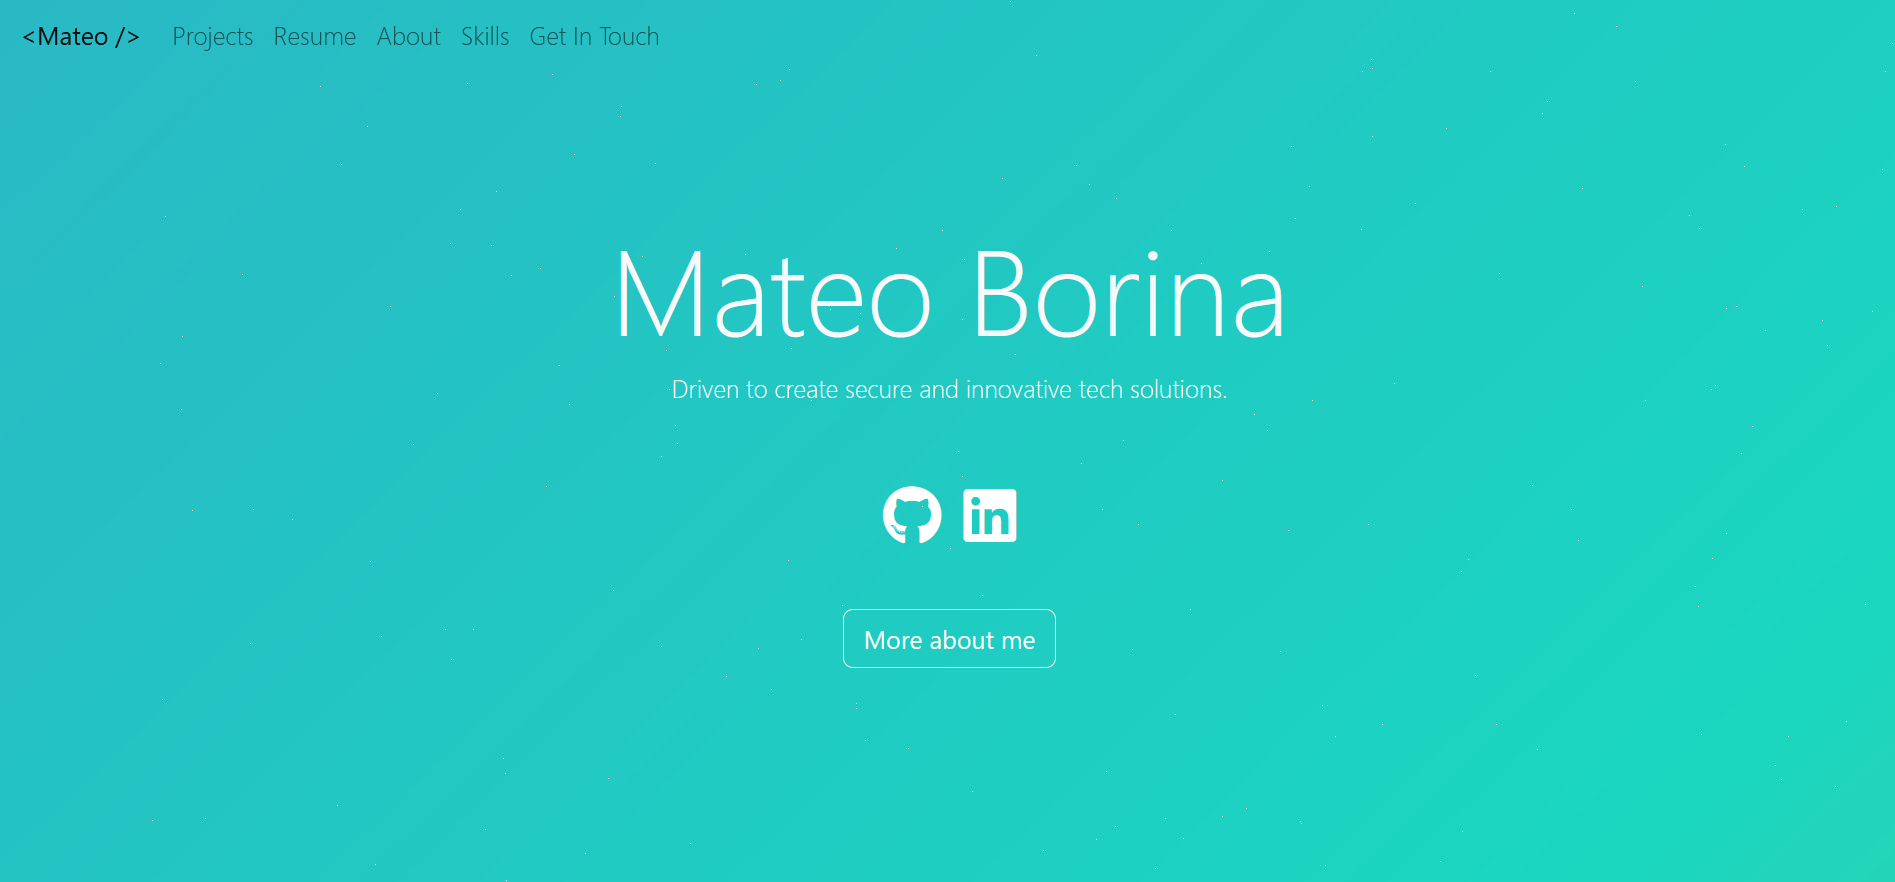 <Mateo /> Projects Resume About Skills Get In Touch
Mateo Borina
Driven to create secure and innovative tech solutions.
in
More about me